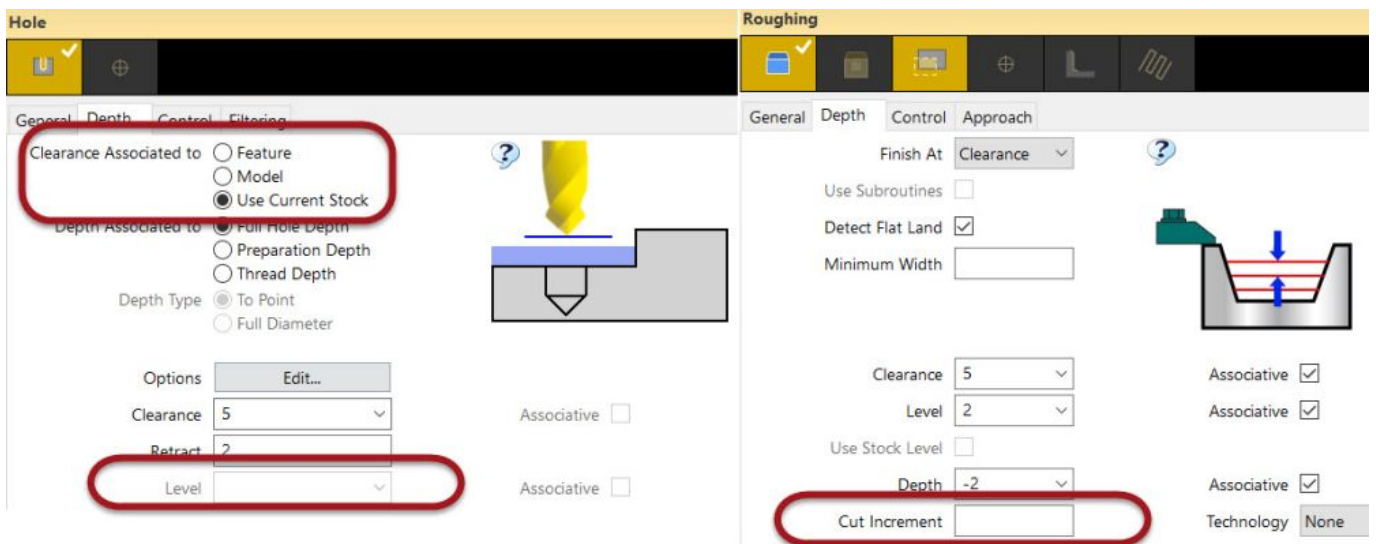 Hole
General Depth Control Filtering
Clearance Associated to Feature
Model
Use Current Stock
Depth Associated to Full Hole Depth
Preparation Depth
Thread Depth
Depth Type To Point
Full Diameter
Options Edit...
Clearance 5 Associative
Retract 2
Level Associative
Roughing
General Depth Control Approach
Finish At Clearance
Use Subroutines
Detect Flat Land
Minimum Width
Clearance 5 Associative
Level 2 Associative
Use Stock Level
Depth -2 Associative
Cut Increment Technology None